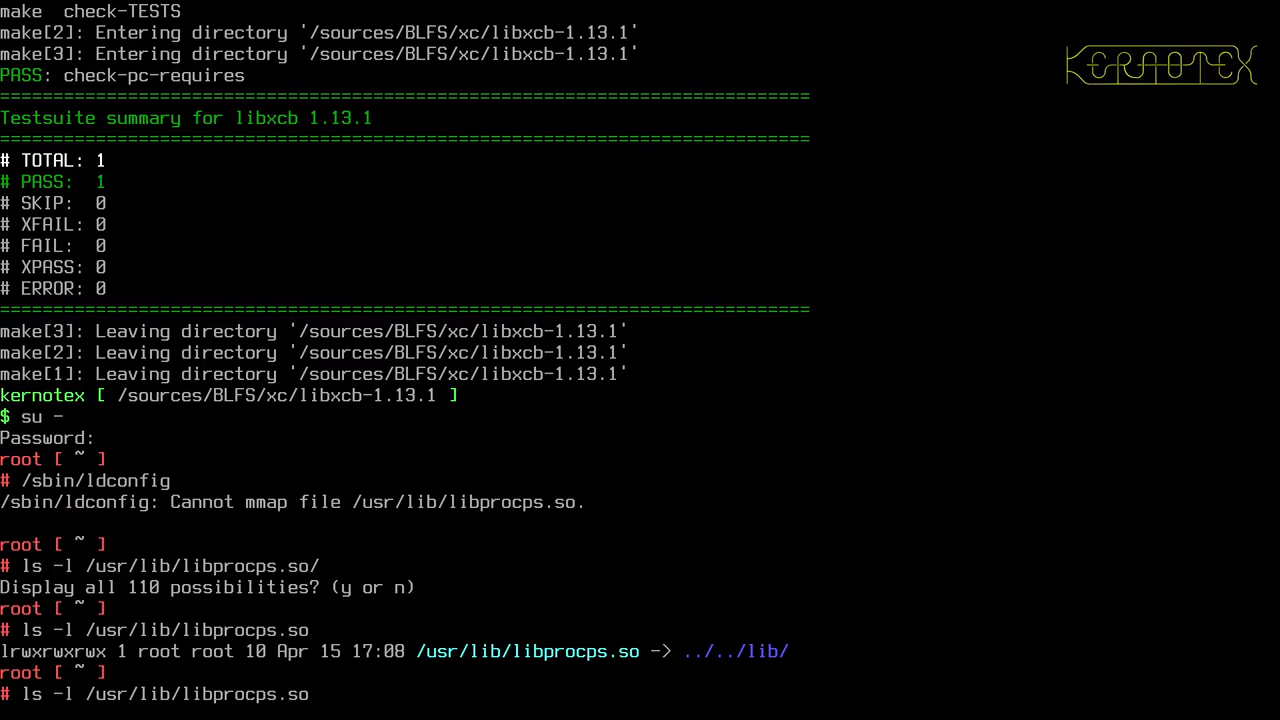 make  check-TESTS
make[2]: Entering directory '/sources/BLFS/xc/libxcb-1.13.1'
make[3]: Entering directory '/sources/BLFS/xc/libxcb-1.13.1'
KERNOTEX
PASS: check-pc-requires
============================================================================
Testsuite summary for libxcb 1.13.1
============================================================================
# TOTAL: 1
# PASS:  1
# SKIP:  0
# XFAIL: 0
# FAIL:  0
# XPASS: 0
# ERROR: 0
============================================================================
make[3]: Leaving directory '/sources/BLFS/xc/libxcb-1.13.1'
make[2]: Leaving directory '/sources/BLFS/xc/libxcb-1.13.1'
make[1]: Leaving directory '/sources/BLFS/xc/libxcb-1.13.1'
kernotex [ /sources/BLFS/xc/libxcb-1.13.1 ]
$ su -
Password:
root [ ~ ]
# /sbin/ldconfig
/sbin/ldconfig: Cannot mmap file /usr/lib/libprocps.so.
root [ ~ ]
# ls -l /usr/lib/libprocps.so/
Display all 110 possibilities? (y or n)
root [ ~ ]
# ls -l /usr/lib/libprocps.so
lrwxrwxrwx 1 root root 10 Apr 15 17:08 /usr/lib/libprocps.so -> ../../lib/
root [ ~ ]
# ls -l /usr/lib/libprocps.so